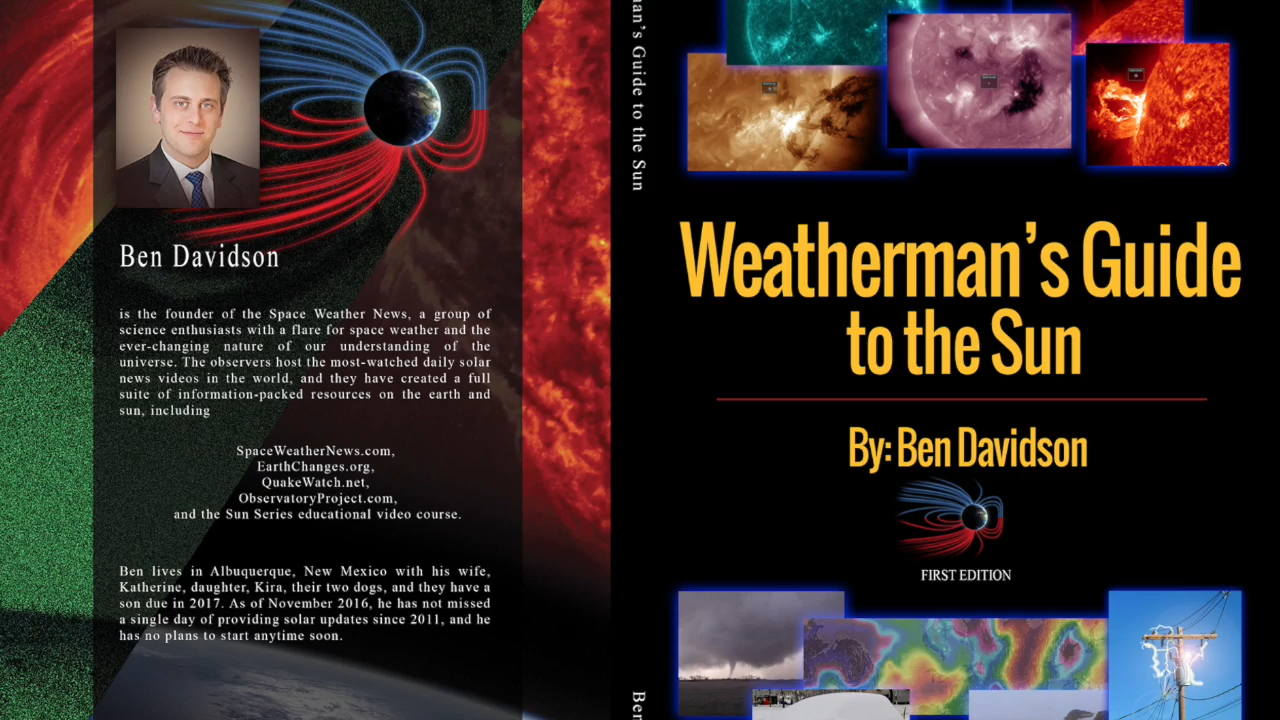 Ben Davidson
is the founder of the Space Weather News, a group of
science enthusiasts with a flare for space weather and the
ever-changing nature of our understanding of the
universe. The observers host the most-watched daily solar
news videos in the world, and they have created a full
suite of information-packed resources on the earth and
sun, including
SpaceWeatherNews.com,
EarthChanges.org,
QuakeWatch.net,
ObservatoryProject.com,
and the Sun Series educational video course.
Ben lives in Albuquerque, New Mexico with his wife,
Katherine, daughter, Kira, their two dogs, and they have a
son due in 2017. As of November 2016, he has not missed
a single day of providing solar updates since 2011, and he
has no plans to start anytime soon.
man's Guide to the Sun
Ben
Weatherman's Guide
to the Sun
By: Ben Davidson
FIRST EDITION